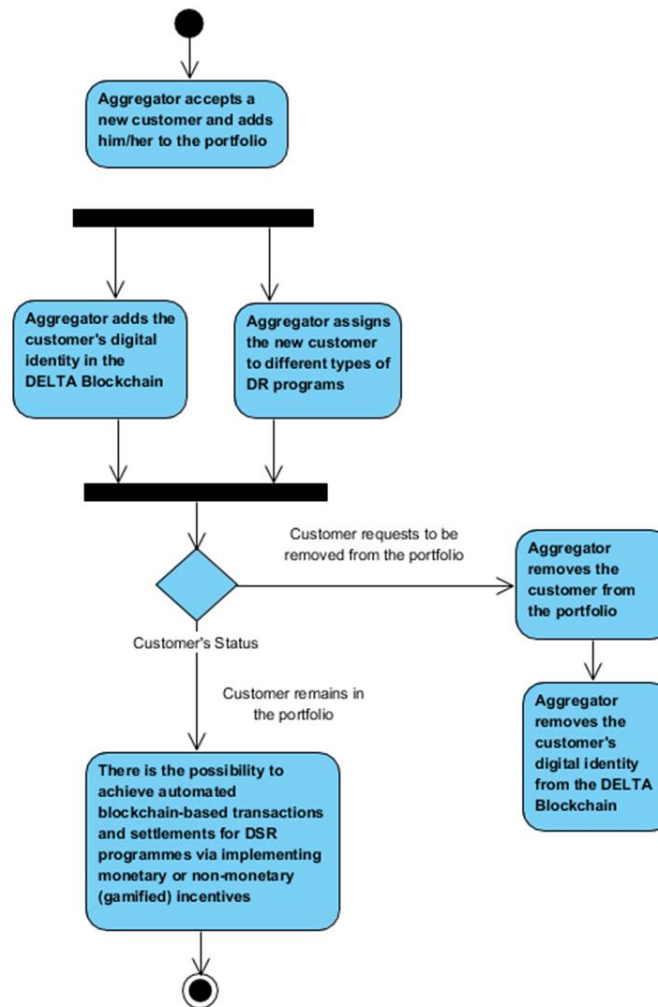 Aggregator accepts a
new customer and adds
him/her to the portfolio
Aggregator adds the
customer's digital
identity in the
DELTA Blockchain
Aggregator assigns
the new customer
to different types of
DR programs
Customer requests to be
removed from the portfolio
Aggregator
removes the
customer from
the portfolio
Customer's Status
Customer remains in
the portfolio
Aggregator
removes the
customer's
digital identity
from the DELTA
Blockchain
There is the possibility to
achieve automated
blockchain-based transactions
and settlements for DSR
programmes via implementing
monetary or non-monetary
(gamified) incentives